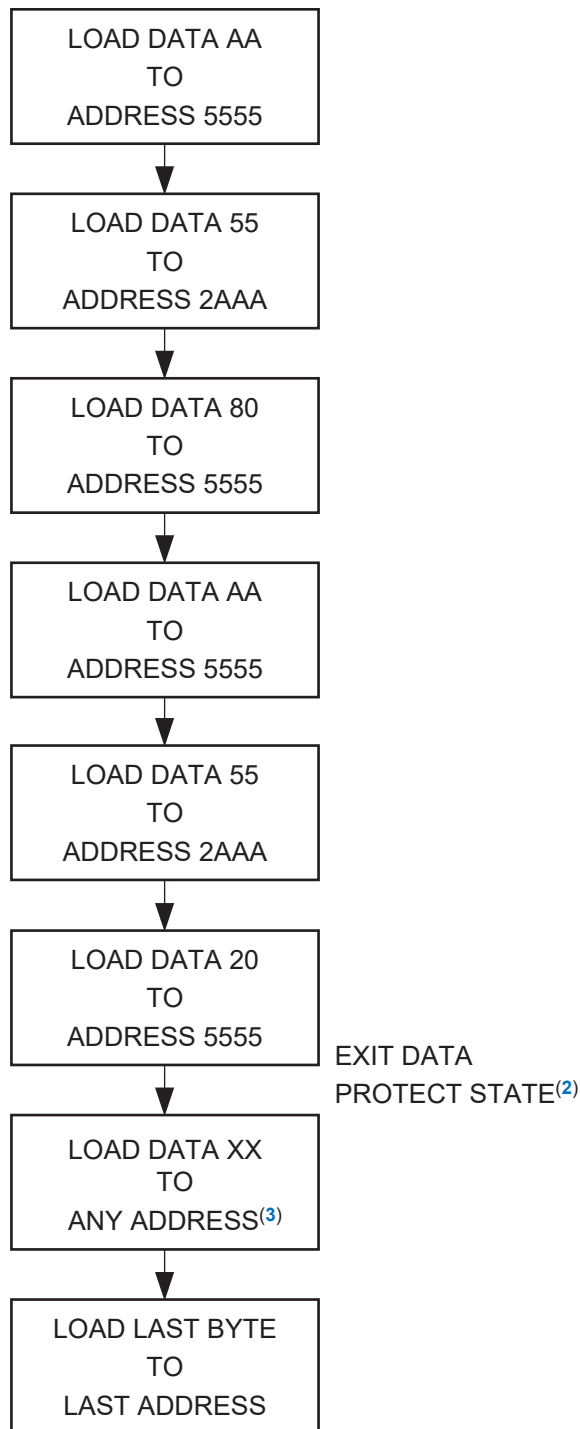 LOAD DATA AA
TO
ADDRESS 5555
LOAD DATA 55
TO
ADDRESS 2AAA
LOAD DATA 80
TO
ADDRESS 5555
LOAD DATA AA
TO
ADDRESS 5555
LOAD DATA 55
TO
ADDRESS 2AAA
LOAD DATA 20
TO
ADDRESS 5555
EXIT DATA
PROTECT STATE(2)
LOAD DATA XX
TO
ANY ADDRESS(3)
LOAD LAST BYTE
TO
LAST ADDRESS